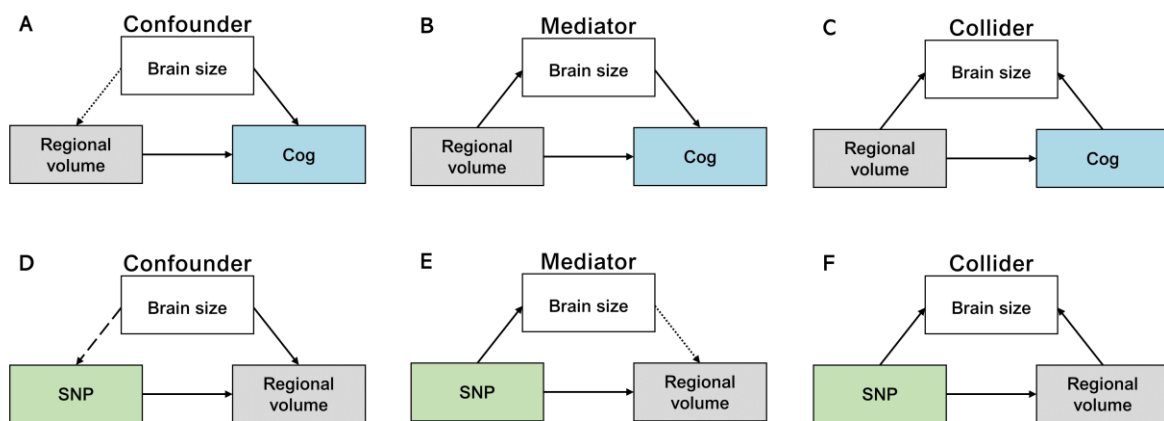 A
Confounder
Brain size
Regional
volume
Cog
B
Mediator
Brain size
Regional
volume
Cog
C
Collider
Brain size
Regional
volume
Cog
D
Confounder
Brain size
SNP
Regional
volume
E
Mediator
Brain size
SNP
Regional
volume
F
Collider
Brain size
SNP
Regional
volume